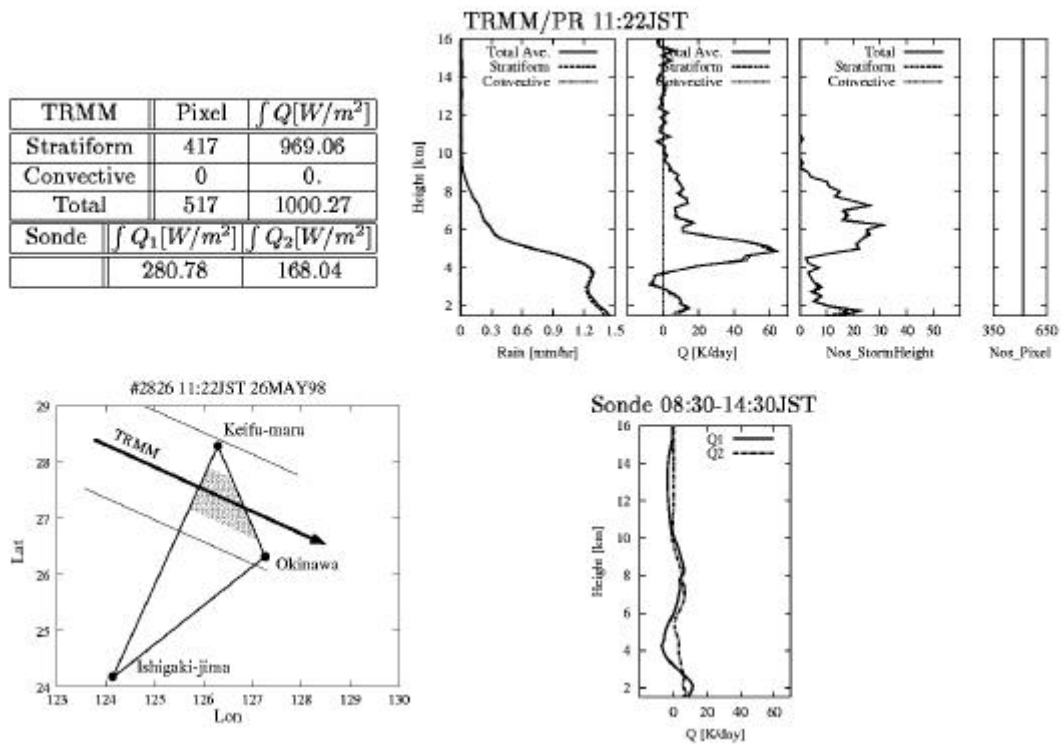 TRMM/PR 11:22JST
TRMM Pixel ∫ Q[W/m²]
Stratiform 417 969.06
Convective 0 0.
Total 517 1000.27
Sonde ∫ Q₁[W/m²] ∫ Q₂[W/m²]
280.78 168.04
Height [km]
16
14
12
10
8
6
4
2
Total Ave.
Stratiform
Convective
0 0.3 0.6 0.9 1.2 1.5
Rain [mm/hr]
Total Ave.
Stratiform
Convective
0 20 40 60
Q [K/day]
Total
Stratiform
Convective
0 10 20 30 40 50
Nos_StormHeight
350 650
Nos_Pixel
#2826 11:22JST 26MAY98
Lat
29
28
27
26
25
24
TRMM
Keifu-maru
Okinawa
Ishigaki-jima
123 124 125 126 127 128 129 130
Lon
Sonde 08:30-14:30JST
Height [km]
16
14
12
10
8
6
4
2
Q1
Q2
0 20 40 60
Q [K/day]